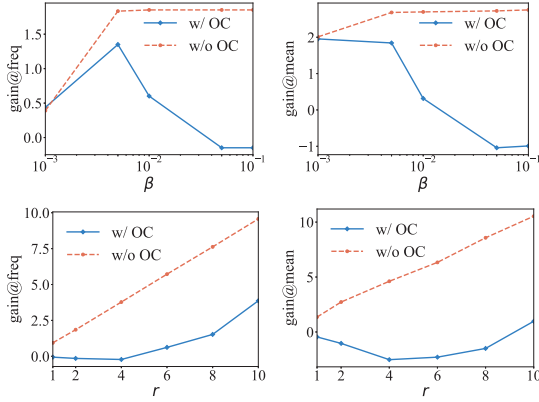 gain@freq
1.5
1.0
0.5
0.0
w/ OC
w/o OC
10⁻³
10⁻²
10⁻¹
β
gain@mean
2
1
0
−1
w/ OC
w/o OC
10⁻³
10⁻²
10⁻¹
β
gain@freq
10.0
7.5
5.0
2.5
0.0
w/ OC
w/o OC
1 2 4 6 8 10
r
gain@mean
10
5
0
w/ OC
w/o OC
1 2 4 6 8 10
r